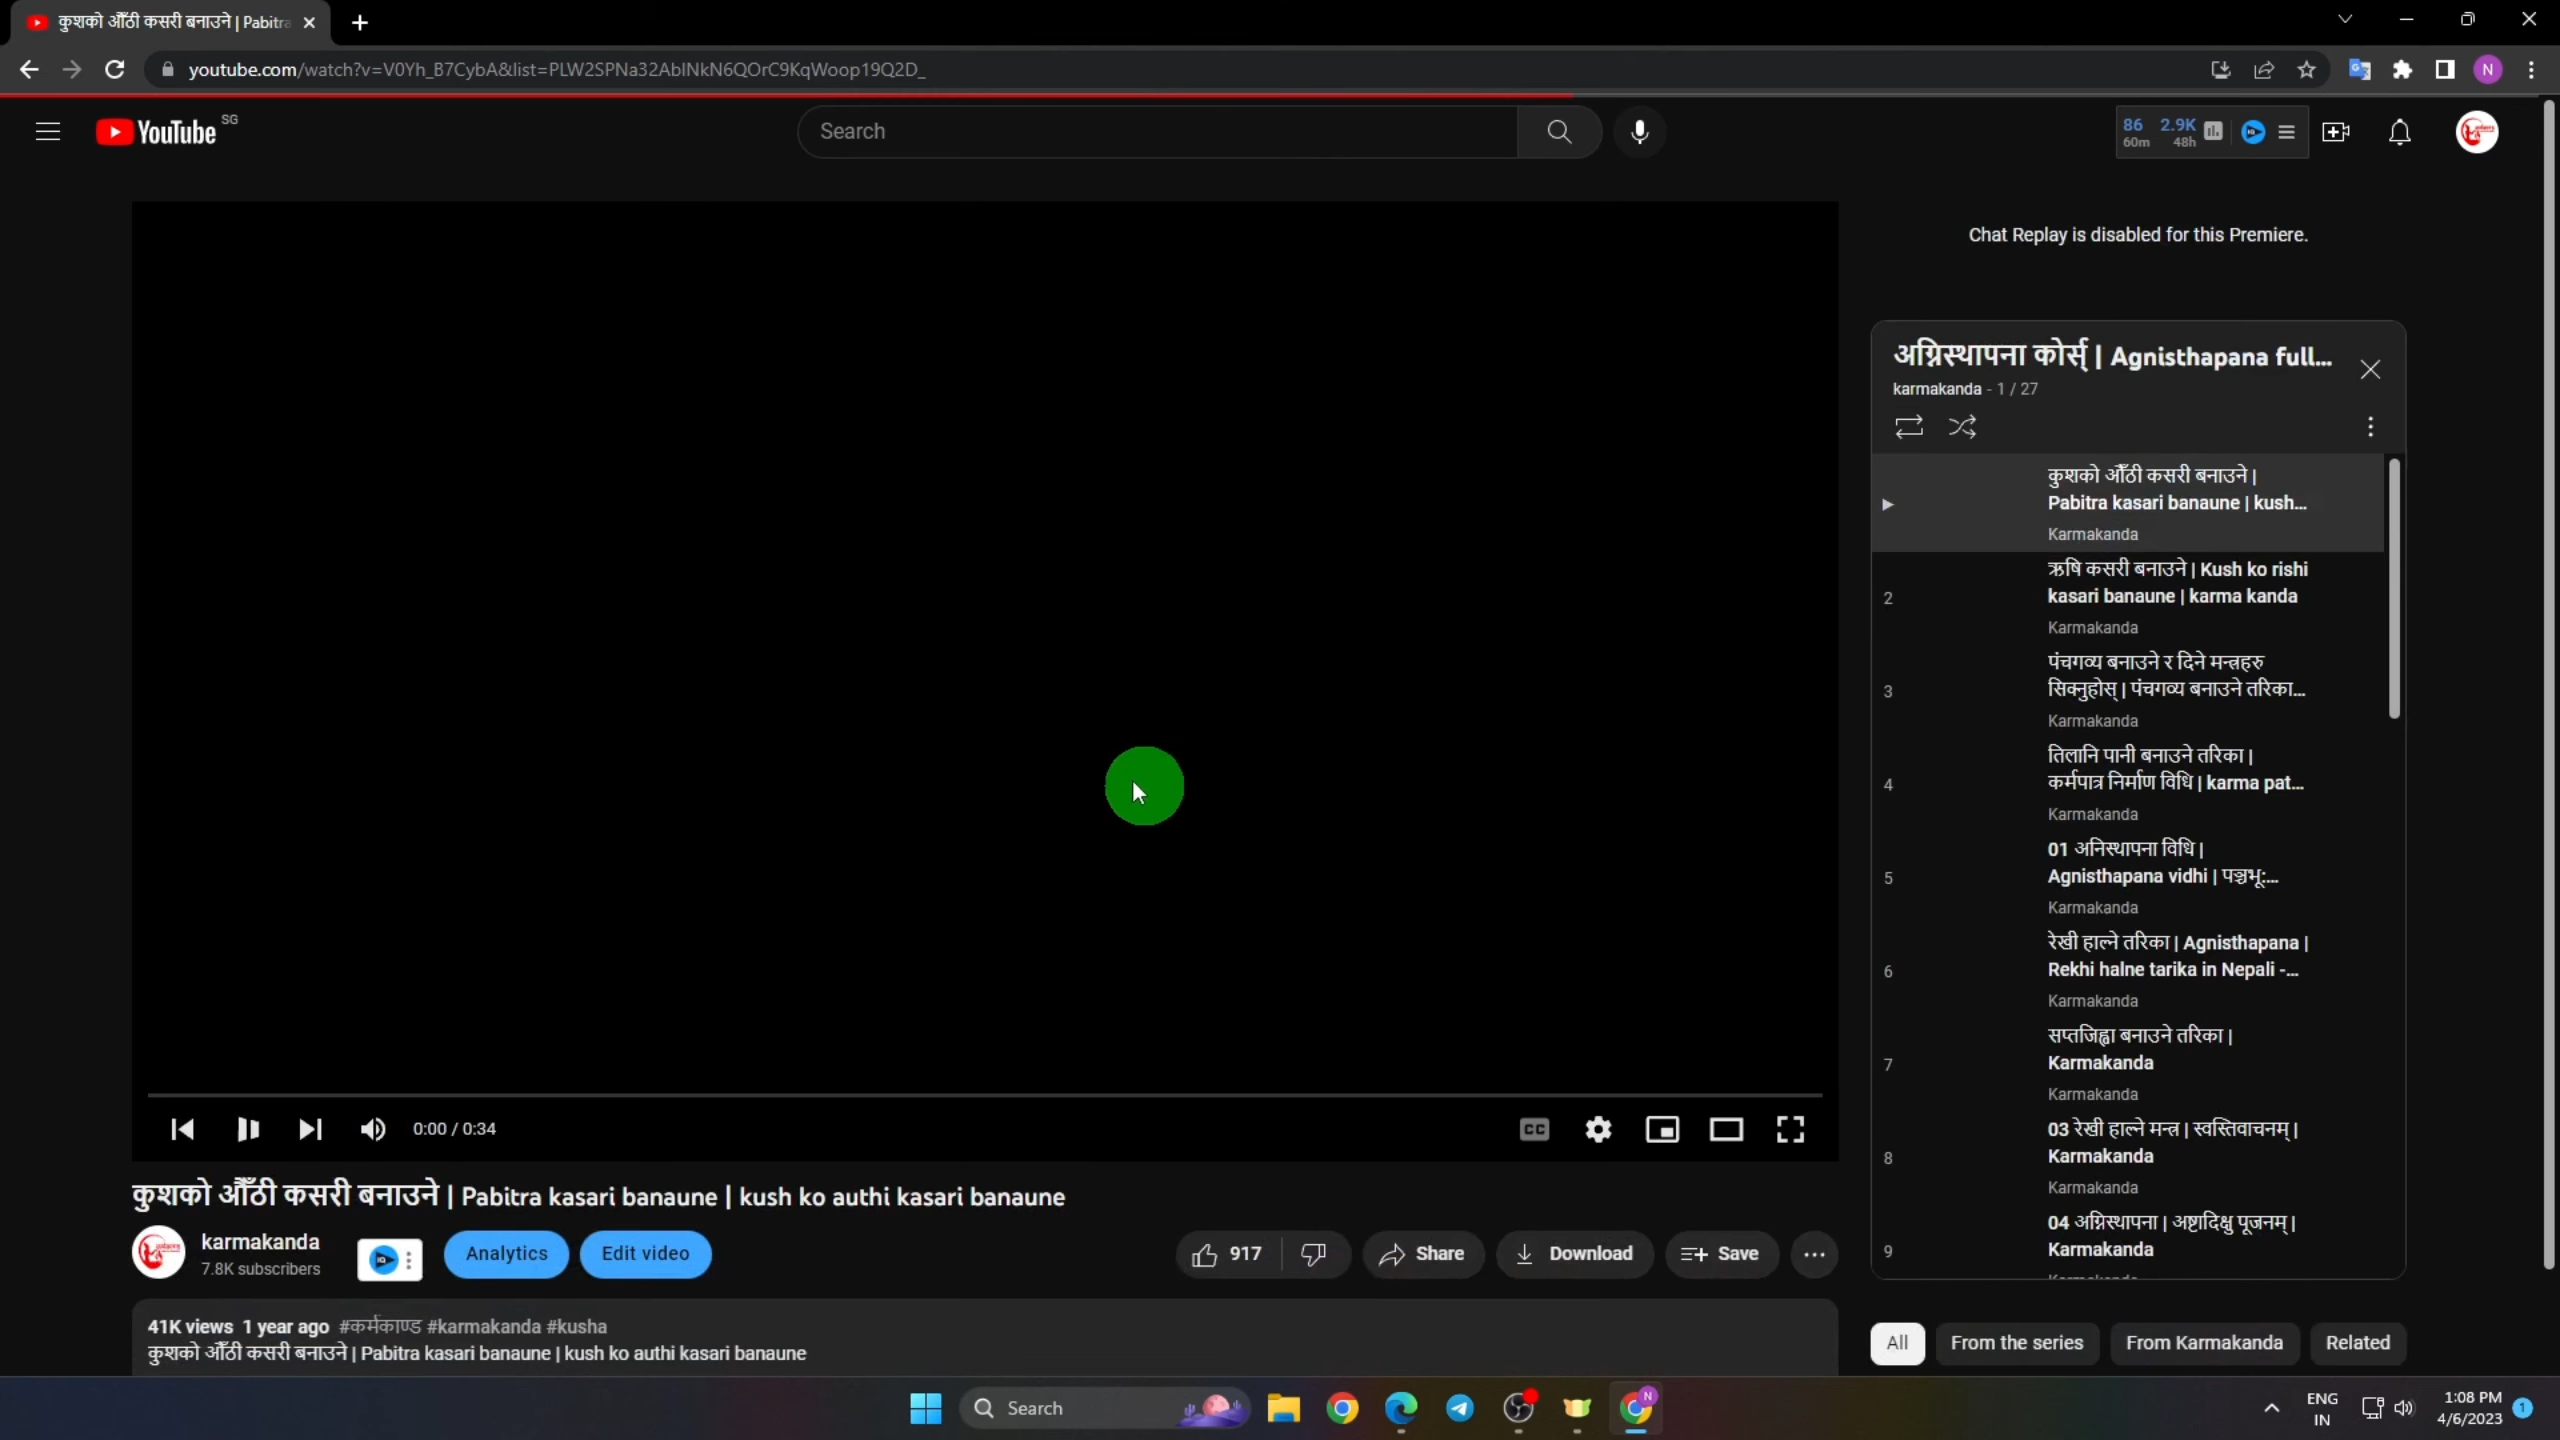 कुशको औँठी कसरी बनाउने | Pabitra
youtube.com/watch?v=V0Yh_B7CybA&list=PLW2SPNa32AbINkN6QOrC9KqWoop19Q2D_
N
YouTube SG
Search
86 2.9K
60m 48h
Chat Replay is disabled for this Premiere.
अग्निस्थापना कोर्स् | Agnisthapana full...
karmakanda - 1 / 27
कुशको औँठी कसरी बनाउने |
Pabitra kasari banaune | kush...
Karmakanda
2
ऋषि कसरी बनाउने | Kush ko rishi
kasari banaune | karma kanda
Karmakanda
3
पंचगव्य बनाउने र दिने मन्त्रहरु
सिक्नुहोस् | पंचगव्य बनाउने तरिका...
Karmakanda
4
तिलानि पानी बनाउने तरिका |
कर्मपात्र निर्माण विधि | karma pat...
Karmakanda
5
01 अनिस्थापना विधि |
Agnisthapana vidhi | पञ्चभू:...
Karmakanda
6
रेखी हाल्ने तरिका | Agnisthapana |
Rekhi halne tarika in Nepali -...
Karmakanda
7
सप्तजिह्वा बनाउने तरिका |
Karmakanda
Karmakanda
8
03 रेखी हाल्ने मन्त्र | स्वस्तिवाचनम् |
Karmakanda
Karmakanda
9
04 अग्निस्थापना | अष्टादिक्षु पूजनम् |
Karmakanda
0:00 / 0:34
CC
कुशको औँठी कसरी बनाउने | Pabitra kasari banaune | kush ko authi kasari banaune
karmakanda
7.8K subscribers
Analytics
Edit video
917
Share
Download
Save
41K views 1 year ago #कर्मकाण्ड #karmakanda #kusha
कुशको औँठी कसरी बनाउने | Pabitra kasari banaune | kush ko authi kasari banaune
All
From the series
From Karmakanda
Related
Search
N
ENG
IN
1:08 PM
4/6/2023
1